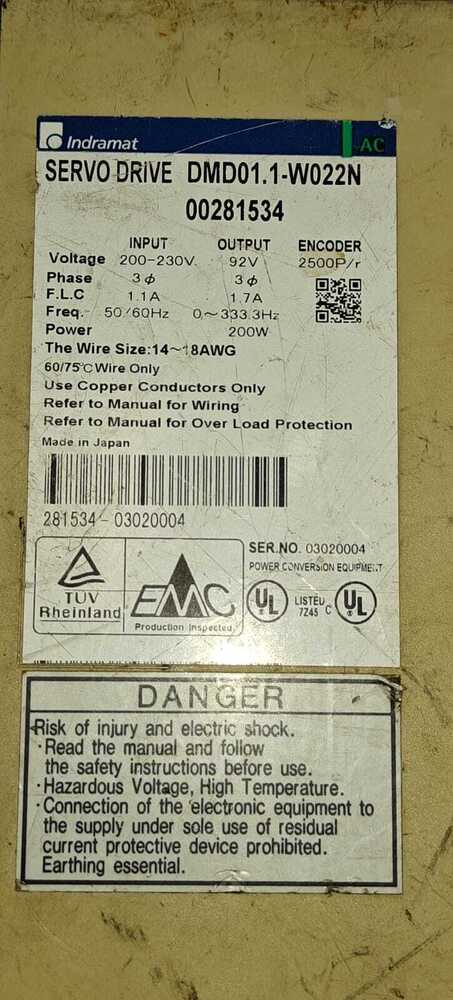 Indramat
AC
SERVO DRIVE DMD01.1-W022N
00281534
INPUT OUTPUT ENCODER
Voltage 200-230V. 92V 2500P/r
Phase 3ϕ 3ϕ
F.L.C 1.1A 1.7A
Freq. 50/60Hz 0~333.3Hz
Power 200W
The Wire Size:14~18AWG
60/75℃ Wire Only
Use Copper Conductors Only
Refer to Manual for Wiring
Refer to Manual for Over Load Protection
Made in Japan
281534-03020004
SER.NO. 03020004
POWER CONVERSION EQUIPMENT
TÜV
Rheinland
EMC
Production inspected
UL LISTED 7Z45 C UL
DANGER
Risk of injury and electric shock.
·Read the manual and follow
the safety instructions before use.
·Hazardous Voltage, High Temperature.
·Connection of the electronic equipment to
the supply under sole use of residual
current protective device prohibited.
Earthing essential.